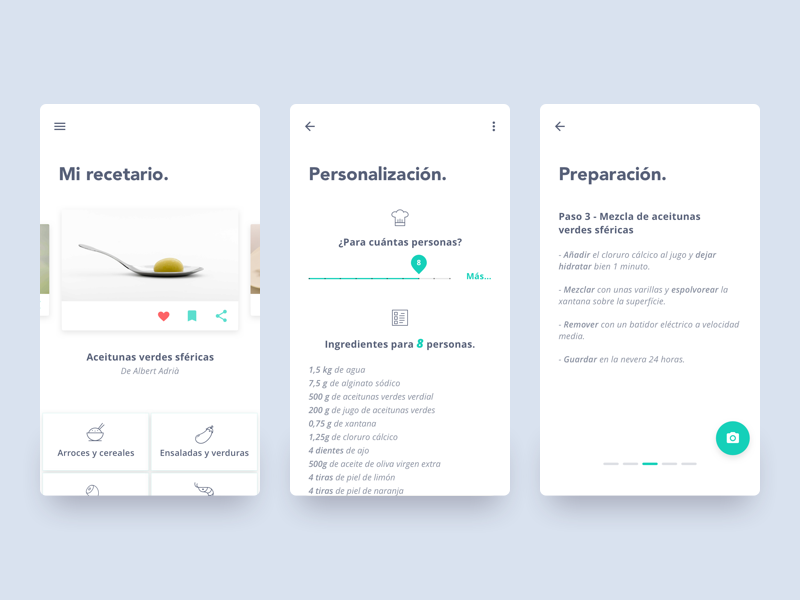 Mi recetario.
Aceitunas verdes sféricas
De Albert Adrià
Arroces y cereales
Ensaladas y verduras
Personalización.
¿Para cuántas personas?
8
Más...
Ingredientes para 8 personas.
1,5 kg de agua
7,5 g de alginato sódico
500 g de aceitunas verdes verdial
200 g de jugo de aceitunas verdes
0,75 g de xantana
1,25g de cloruro cálcico
4 dientes de ajo
500g de aceite de oliva virgen extra
4 tiras de piel de limón
4 tiras de piel de naranja
Preparación.
Paso 3 - Mezcla de aceitunas
verdes sféricas
- Añadir el cloruro cálcico al jugo y dejar
hidratar bien 1 minuto.
- Mezclar con unas varillas y espolvorear la
xantana sobre la superfície.
- Remover con un batidor eléctrico a velocidad
media.
- Guardar en la nevera 24 horas.